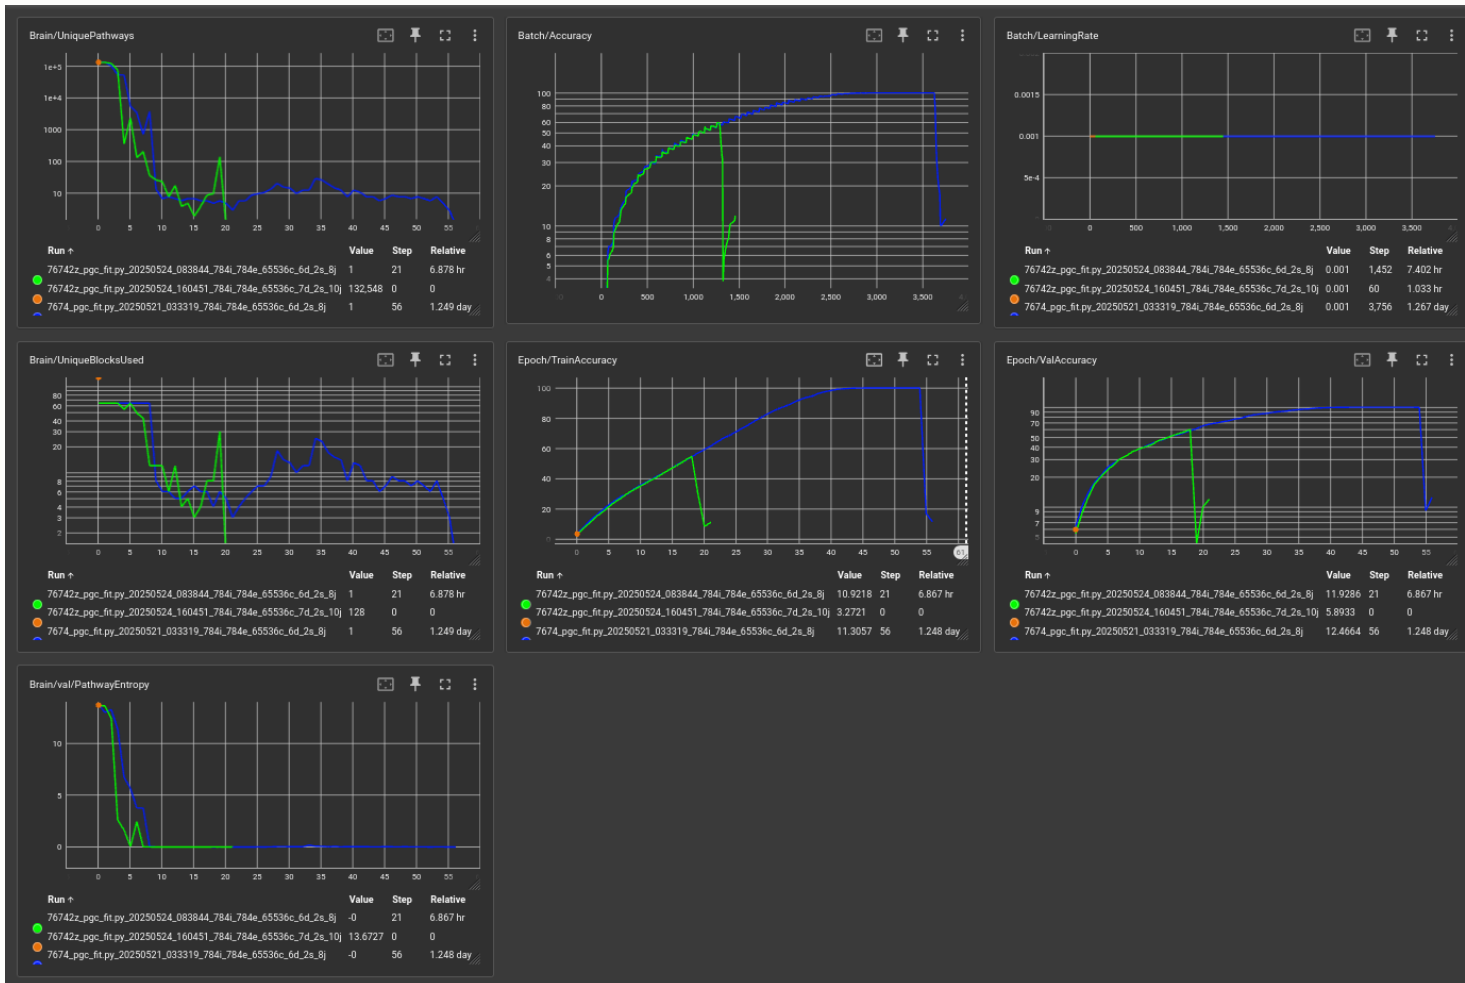 Brain/UniquePathways
1e+5
1e+4
1000
100
10
0 5 10 15 20 25 30 35 40 45 50 55
Run ↑ Value Step Relative
76742z_pgc_fit.py_20250524_083844_784i_784e_65536c_6d_2s_8j 1 21 6.878 hr
76742z_pgc_fit.py_20250524_160451_784i_784e_65536c_7d_2s_10j 132,548 0 0
7674_pgc_fit.py_20250521_033319_784i_784e_65536c_6d_2s_8j 1 56 1.249 day
Batch/Accuracy
100
80
60
50
40
30
20
10
8
6
5
4
0 500 1,000 1,500 2,000 2,500 3,000 3,500
Batch/LearningRate
0.0015
0.001
5e-4
0 500 1,000 1,500 2,000 2,500 3,000 3,500
Run ↑ Value Step Relative
76742z_pgc_fit.py_20250524_083844_784i_784e_65536c_6d_2s_8j 0.001 1,452 7.402 hr
76742z_pgc_fit.py_20250524_160451_784i_784e_65536c_7d_2s_10j 0.001 60 1.033 hr
7674_pgc_fit.py_20250521_033319_784i_784e_65536c_6d_2s_8j 0.001 3,756 1.267 day
Brain/UniqueBlocksUsed
80
60
40
30
20
8
6
4
3
2
0 5 10 15 20 25 30 35 40 45 50 55
Run ↑ Value Step Relative
76742z_pgc_fit.py_20250524_083844_784i_784e_65536c_6d_2s_8j 1 21 6.878 hr
76742z_pgc_fit.py_20250524_160451_784i_784e_65536c_7d_2s_10j 128 0 0
7674_pgc_fit.py_20250521_033319_784i_784e_65536c_6d_2s_8j 1 56 1.249 day
Epoch/TrainAccuracy
100
80
60
40
20
0
0 5 10 15 20 25 30 35 40 45 50 55 61
Run ↑ Value Step Relative
76742z_pgc_fit.py_20250524_083844_784i_784e_65536c_6d_2s_8j 10.9218 21 6.867 hr
76742z_pgc_fit.py_20250524_160451_784i_784e_65536c_7d_2s_10j 3.2721 0 0
7674_pgc_fit.py_20250521_033319_784i_784e_65536c_6d_2s_8j 11.3057 56 1.248 day
Epoch/ValAccuracy
90
70
50
40
30
20
9
7
5
0 5 10 15 20 25 30 35 40 45 50 55
Run ↑ Value Step Relative
76742z_pgc_fit.py_20250524_083844_784i_784e_65536c_6d_2s_8j 11.9286 21 6.867 hr
76742z_pgc_fit.py_20250524_160451_784i_784e_65536c_7d_2s_10j 5.8933 0 0
7674_pgc_fit.py_20250521_033319_784i_784e_65536c_6d_2s_8j 12.4664 56 1.248 day
Brain/val/PathwayEntropy
10
5
0
0 5 10 15 20 25 30 35 40 45 50 55
Run ↑ Value Step Relative
76742z_pgc_fit.py_20250524_083844_784i_784e_65536c_6d_2s_8j -0 21 6.867 hr
76742z_pgc_fit.py_20250524_160451_784i_784e_65536c_7d_2s_10j 13.6727 0 0
7674_pgc_fit.py_20250521_033319_784i_784e_65536c_6d_2s_8j -0 56 1.248 day